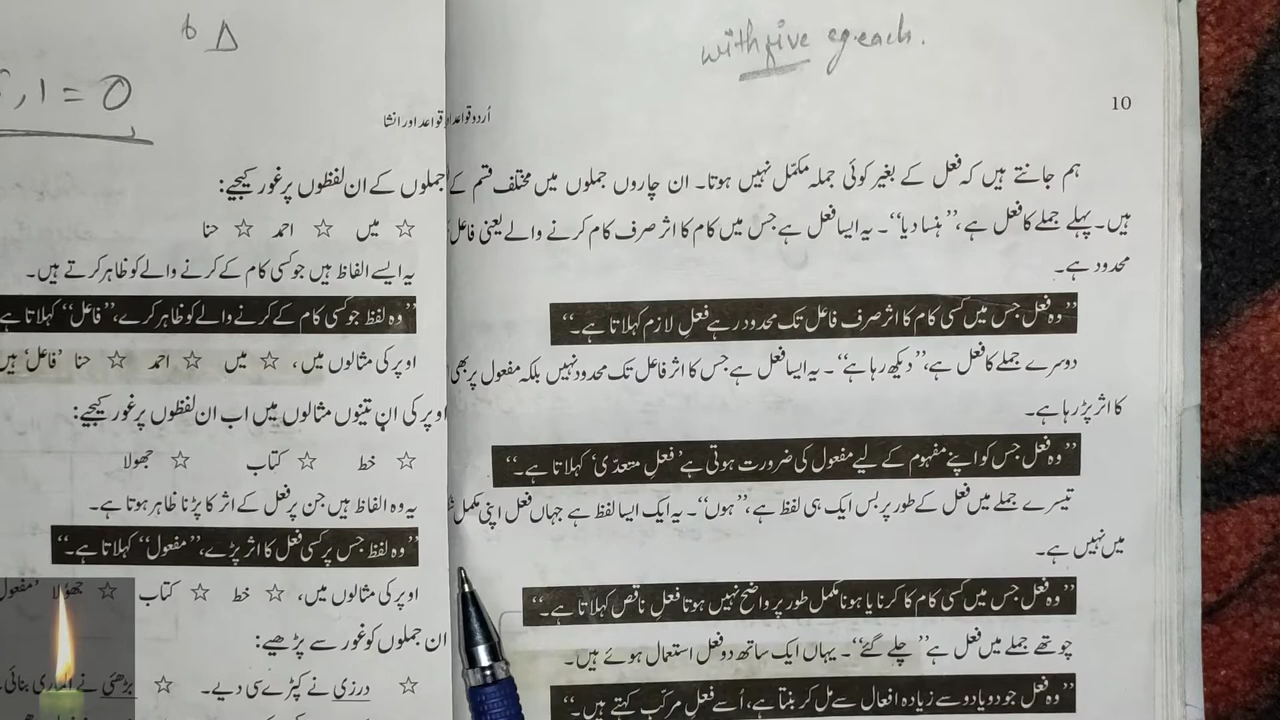 with five eg each.
10
ہم جانتے ہیں کہ فعل کے بغیر کوئی جملہ مکمّل نہیں ہوتا۔ ان چاروں جملوں میں مختلف قسم کے
ہیں۔ پہلے جملے کا فعل ہے، ”ہنسا دیا“۔ یہ ایسا فعل ہے جس میں کام کا اثر صرف کام کرنے والے یعنی فاعل
محدود ہے۔
”وہ فعل جس میں کسی کام کا اثر صرف فاعل تک محدود رہے فعلِ لازم کہلاتا ہے۔“
دوسرے جملے کا فعل ہے، ”دیکھ رہا ہے“۔ یہ ایسا فعل ہے جس کا اثر فاعل تک محدود نہیں بلکہ مفعول پر بھی
کا اثر پڑ رہا ہے۔
”وہ فعل جس کو اپنے مفہوم کے لیے مفعول کی ضرورت ہوتی ہے ’فعلِ متعدّی‘ کہلاتا ہے۔“
تیسرے جملے میں فعل کے طور پر بس ایک ہی لفظ ہے، ”ہوں“۔ یہ ایک ایسا لفظ ہے جہاں فعل اپنی مکمل
میں نہیں ہے۔
”وہ فعل جس میں کسی کام کا کرنا یا ہونا مکمل طور پر واضح نہیں ہوتا فعلِ ناقص کہلاتا ہے۔“
چوتھے جملے میں فعل ہے ”چلے گئے“۔ یہاں ایک ساتھ دو فعل استعمال ہوئے ہیں۔
”وہ فعل جو دو یا دو سے زیادہ افعال سے مل کر بنتا ہے، اُسے فعلِ مرکّب کہتے ہیں۔“
6 Δ
, 1 = 0
اُردو قواعد اور انشا
جملوں کے ان لفظوں پر غور کیجیے:
☆ میں ☆ احمد ☆ حنا
یہ ایسے الفاظ ہیں جو کسی کام کے کرنے والے کو ظاہر کرتے ہیں۔
”وہ لفظ جو کسی کام کے کرنے والے کو ظاہر کرے، ”فاعل“ کہلاتا ہے
اوپر کی مثالوں میں، ☆ میں ☆ احمد ☆ حنا ’فاعل‘ ہیں
اوپر کی ان تینوں مثالوں میں اب ان لفظوں پر غور کیجیے:
☆ خط ☆ کتاب ☆ جھولا
یہ وہ الفاظ ہیں جن پر فعل کے اثر کا پڑنا ظاہر ہوتا ہے۔
”وہ لفظ جس پر کسی فعل کا اثر پڑے، ”مفعول“ کہلاتا ہے۔“
اوپر کی مثالوں میں، ☆ خط ☆ کتاب ☆ جھولا ’مفعول
ان جملوں کو غور سے پڑھیے:
☆ درزی نے کپڑے سی دیے۔ ☆ بڑھئی نے الماری بنائی